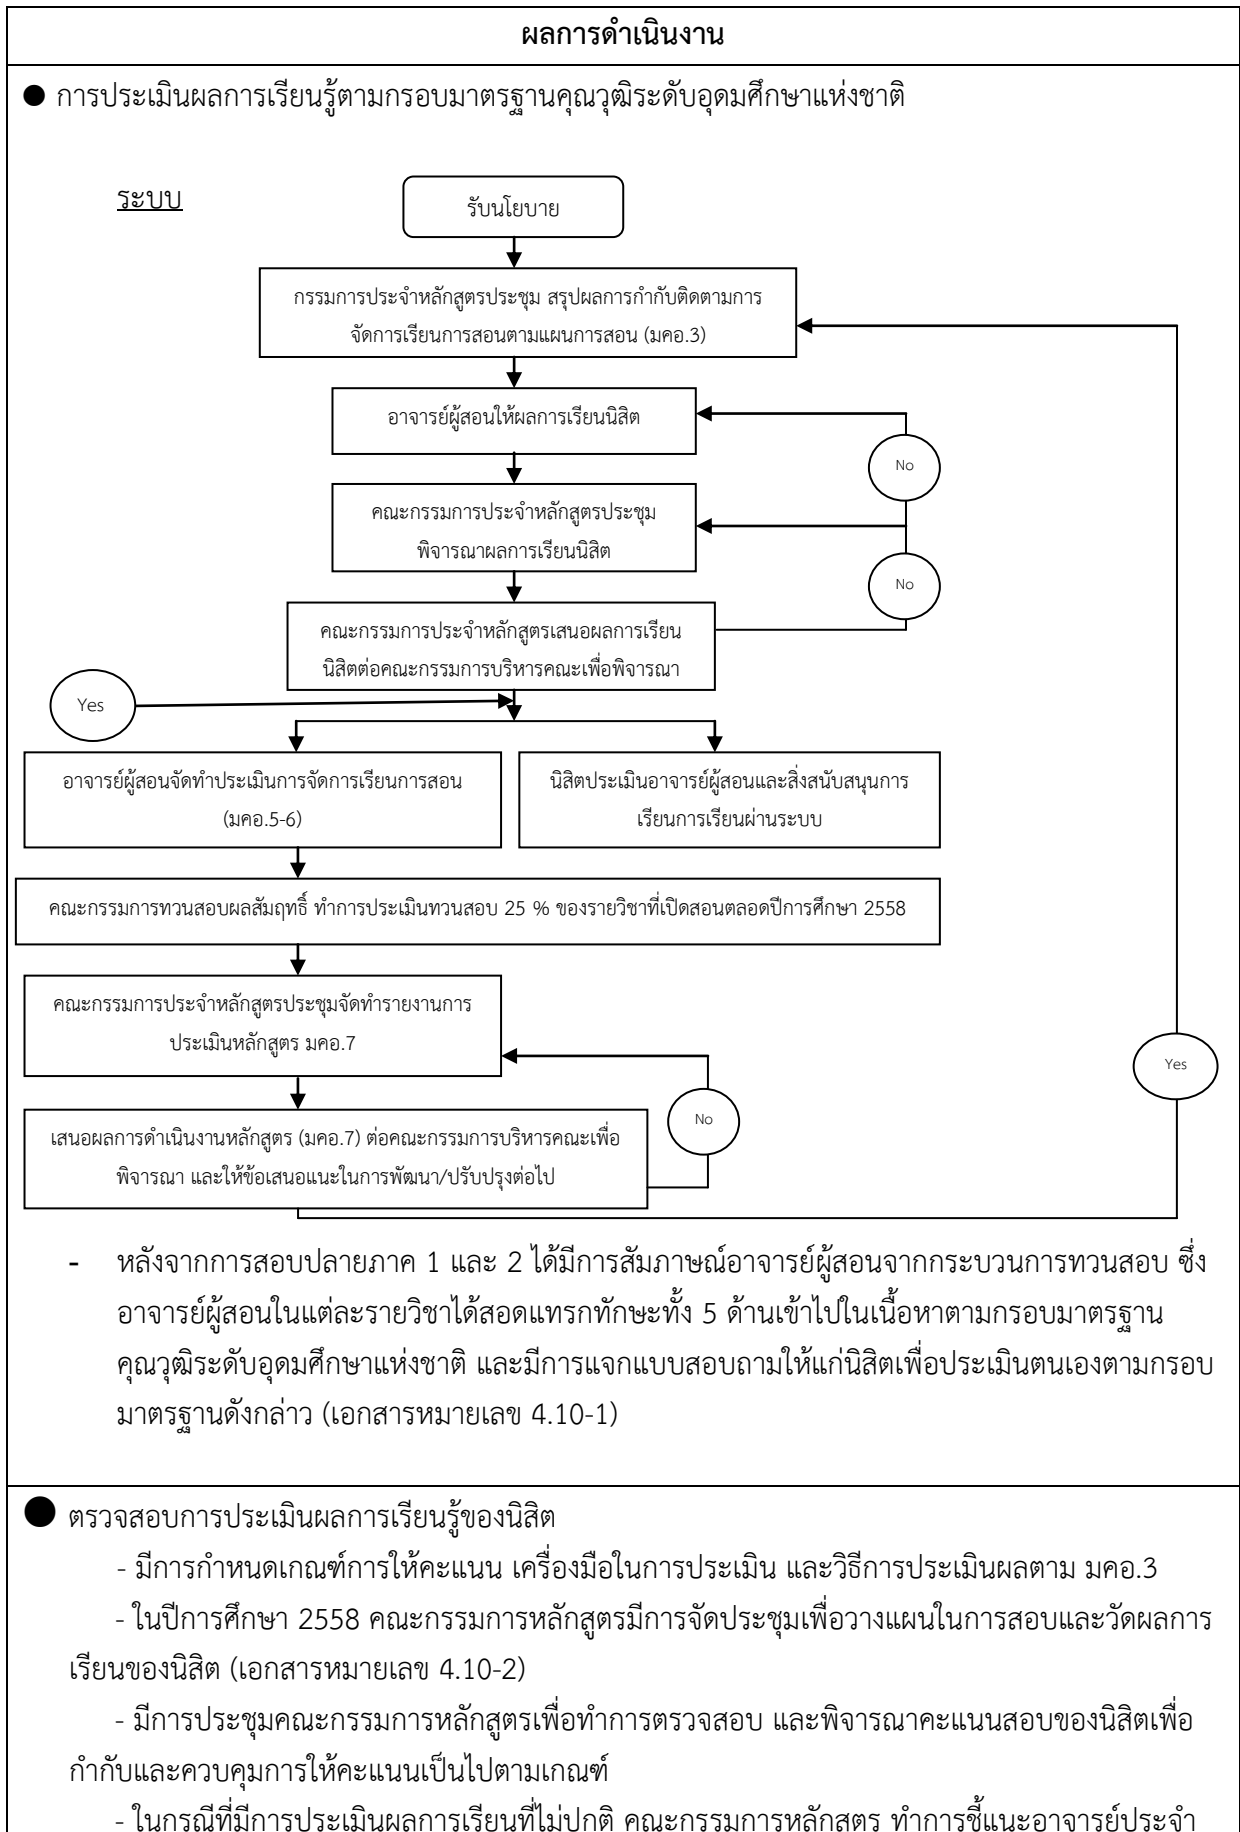 ผลการดำเนินงาน
● การประเมินผลการเรียนรู้ตามกรอบมาตรฐานคุณวุฒิระดับอุดมศึกษาแห่งชาติ
ระบบ
รับนโยบาย
กรรมการประจำหลักสูตรประชุม สรุปผลการกำกับติดตามการ
จัดการเรียนการสอนตามแผนการสอน (มคอ.3)
อาจารย์ผู้สอนให้ผลการเรียนนิสิต
No
คณะกรรมการประจำหลักสูตรประชุม
พิจารณาผลการเรียนนิสิต
No
คณะกรรมการประจำหลักสูตรเสนอผลการเรียน
นิสิตต่อคณะกรรมการบริหารคณะเพื่อพิจารณา
Yes
อาจารย์ผู้สอนจัดทำประเมินการจัดการเรียนการสอน
(มคอ.5-6)
นิสิตประเมินอาจารย์ผู้สอนและสิ่งสนับสนุนการ
เรียนการเรียนผ่านระบบ
คณะกรรมการทวนสอบผลสัมฤทธิ์ ทำการประเมินทวนสอบ 25 % ของรายวิชาที่เปิดสอนตลอดปีการศึกษา 2558
คณะกรรมการประจำหลักสูตรประชุมจัดทำรายงานการ
ประเมินหลักสูตร มคอ.7
Yes
No
เสนอผลการดำเนินงานหลักสูตร (มคอ.7) ต่อคณะกรรมการบริหารคณะเพื่อ
พิจารณา และให้ข้อเสนอแนะในการพัฒนา/ปรับปรุงต่อไป
- หลังจากการสอบปลายภาค 1 และ 2 ได้มีการสัมภาษณ์อาจารย์ผู้สอนจากกระบวนการทวนสอบ ซึ่ง
อาจารย์ผู้สอนในแต่ละรายวิชาได้สอดแทรกทักษะทั้ง 5 ด้านเข้าไปในเนื้อหาตามกรอบมาตรฐาน
คุณวุฒิระดับอุดมศึกษาแห่งชาติ และมีการแจกแบบสอบถามให้แก่นิสิตเพื่อประเมินตนเองตามกรอบ
มาตรฐานดังกล่าว (เอกสารหมายเลข 4.10-1)
● ตรวจสอบการประเมินผลการเรียนรู้ของนิสิต
- มีการกำหนดเกณฑ์การให้คะแนน เครื่องมือในการประเมิน และวิธีการประเมินผลตาม มคอ.3
- ในปีการศึกษา 2558 คณะกรรมการหลักสูตรมีการจัดประชุมเพื่อวางแผนในการสอบและวัดผลการ
เรียนของนิสิต (เอกสารหมายเลข 4.10-2)
- มีการประชุมคณะกรรมการหลักสูตรเพื่อทำการตรวจสอบ และพิจารณาคะแนนสอบของนิสิตเพื่อ
กำกับและควบคุมการให้คะแนนเป็นไปตามเกณฑ์
- ในกรณีที่มีการประเมินผลการเรียนที่ไม่ปกติ คณะกรรมการหลักสูตร ทำการชี้แนะอาจารย์ประจำ